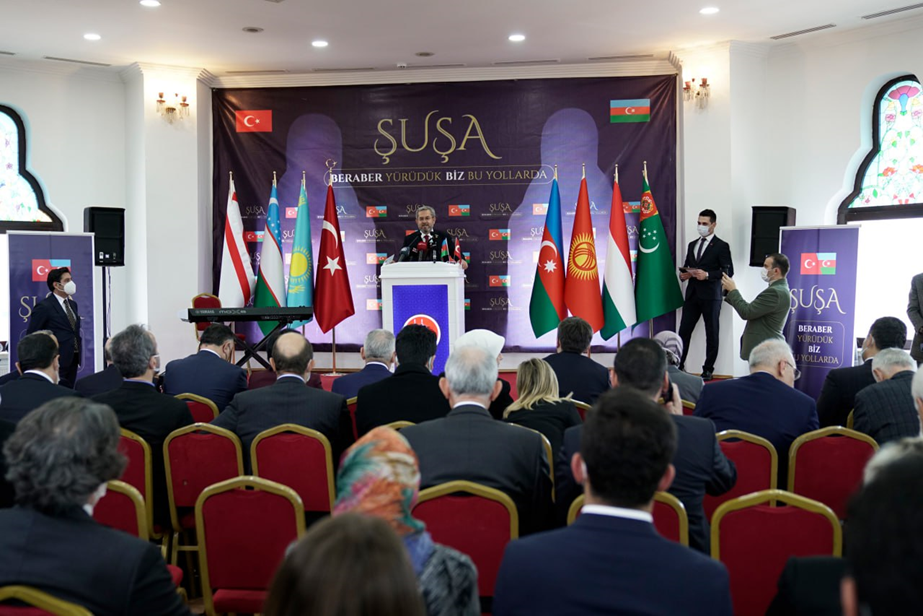 ŞUŞA
BERABER YÜRÜDÜK BİZ BU YOLLARDA
ŞUŞA
BERABER
YÜRÜDÜK
BİZ BU
YOLLARDA